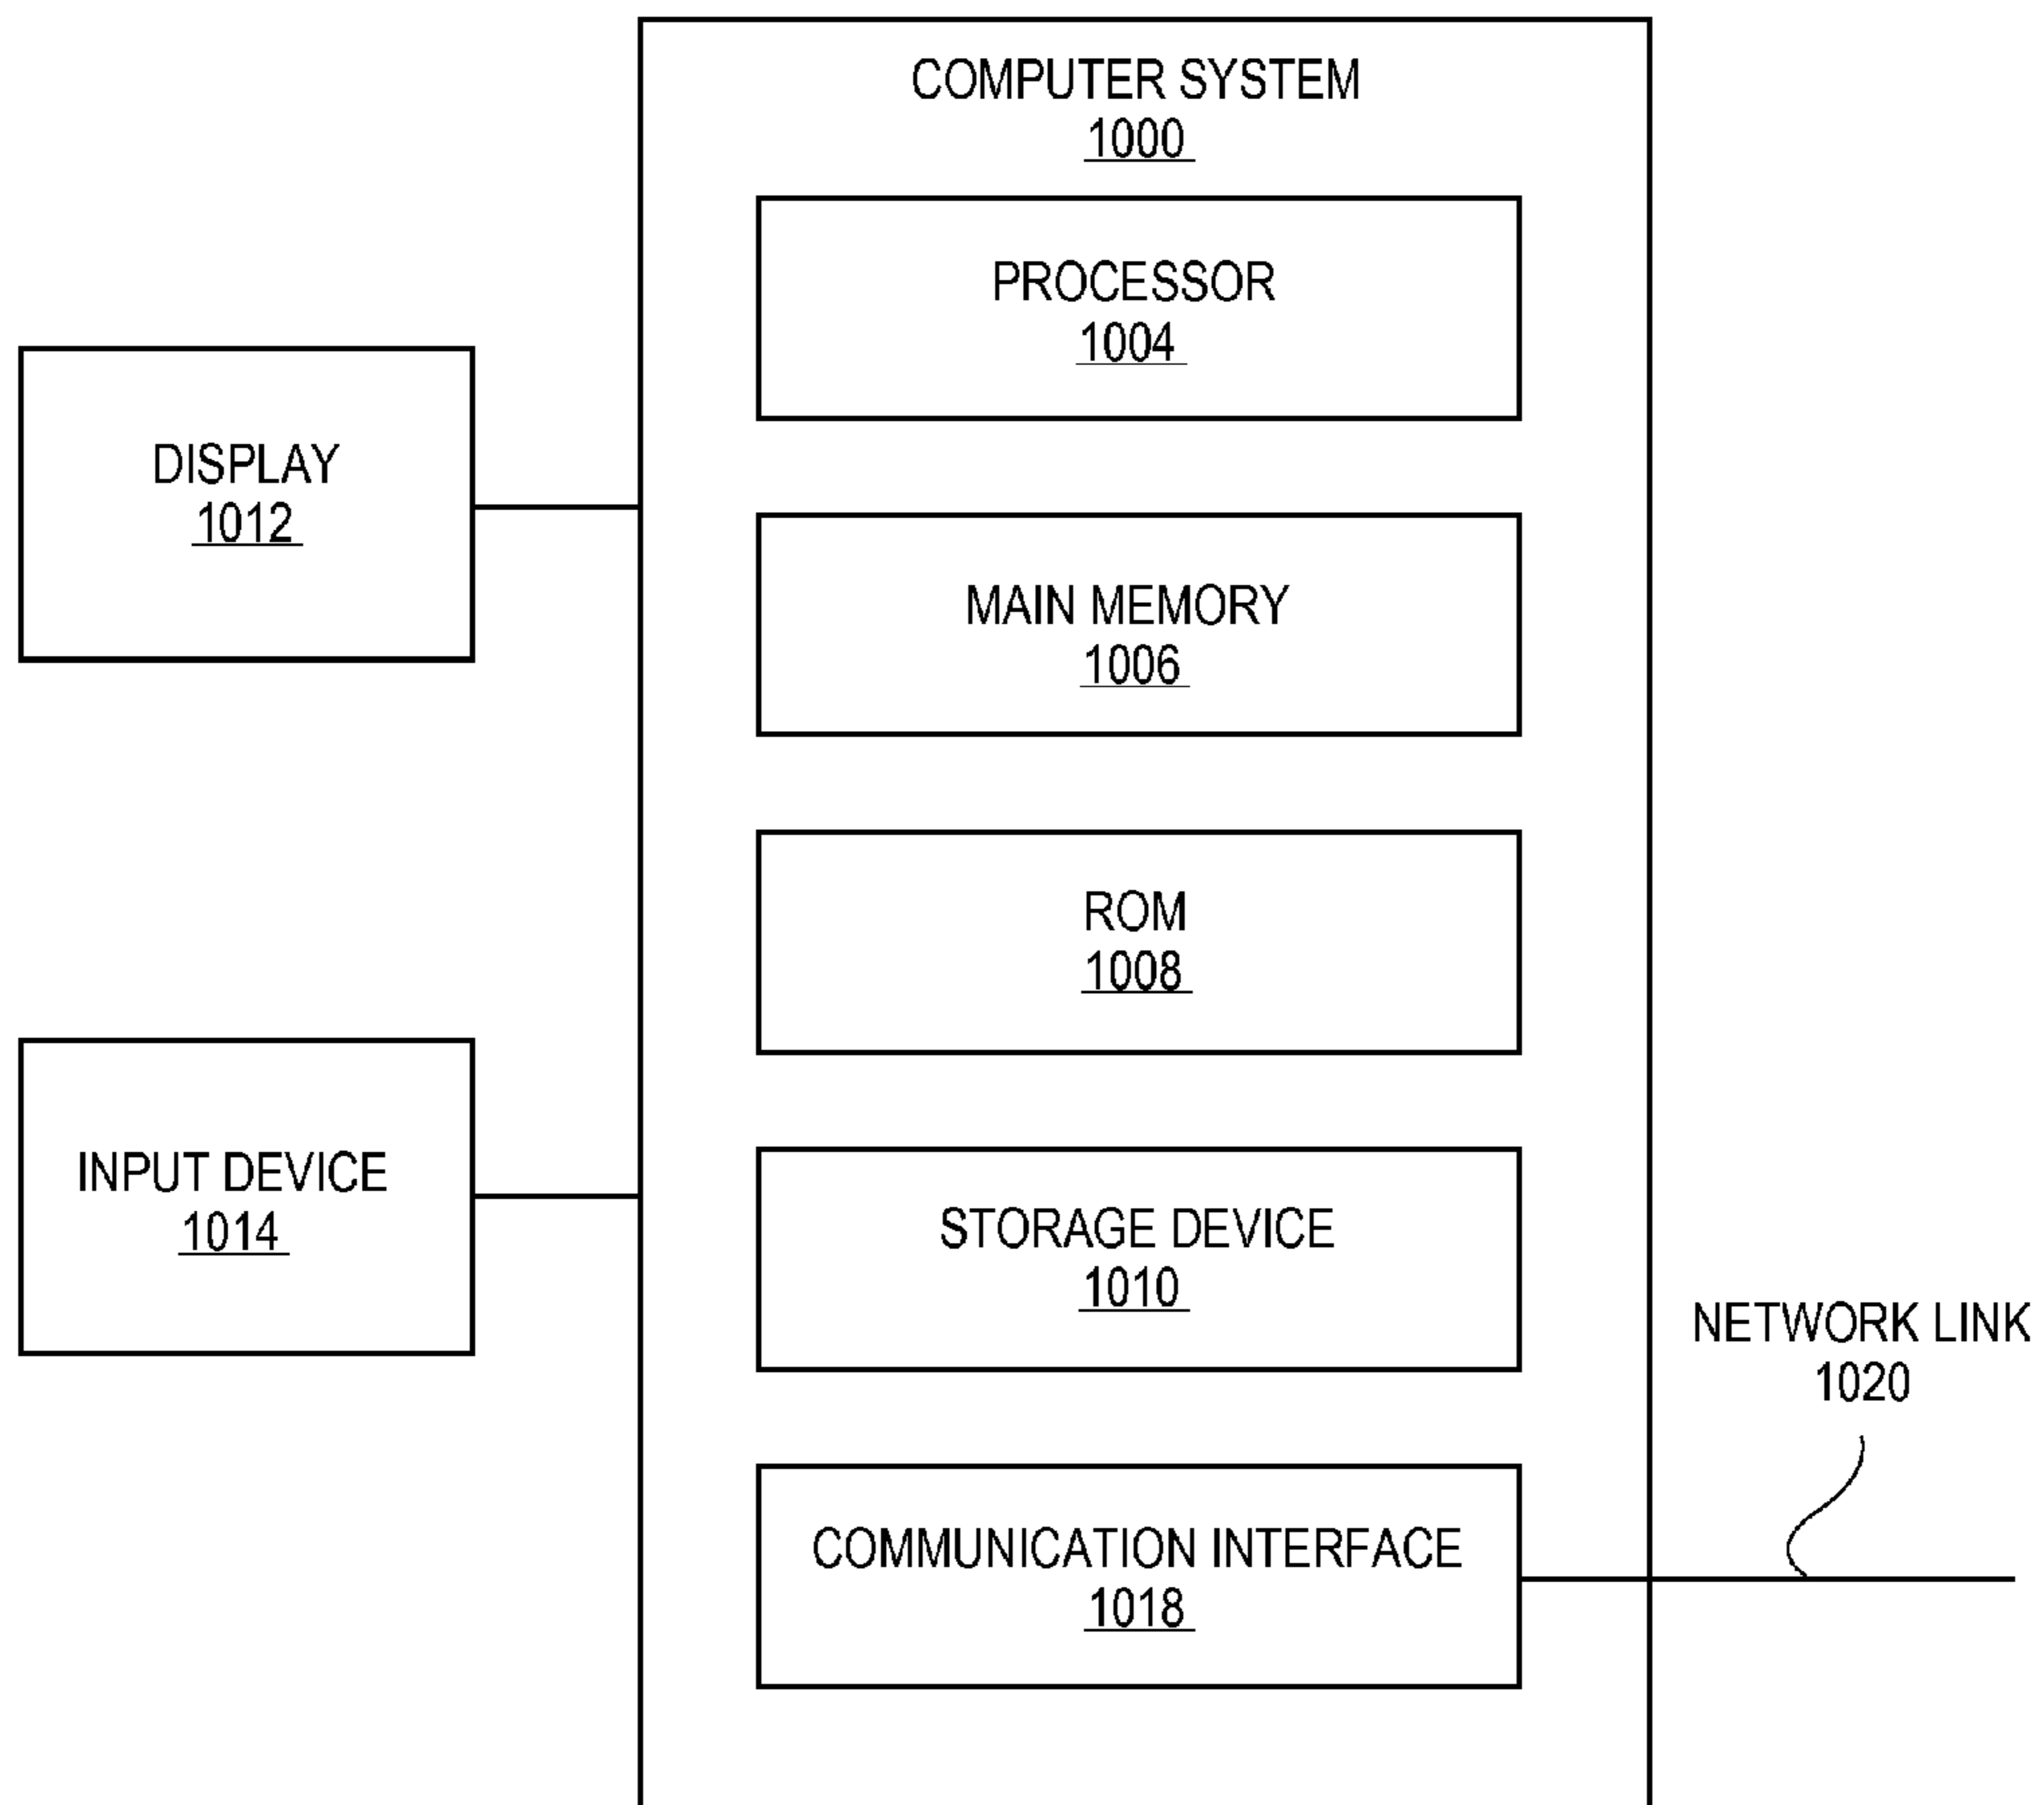 COMPUTER SYSTEM
1000
PROCESSOR
1004
DISPLAY
1012
MAIN MEMORY
1006
ROM
1008
INPUT DEVICE
1014
STORAGE DEVICE
1010
NETWORK LINK
1020
COMMUNICATION INTERFACE
1018